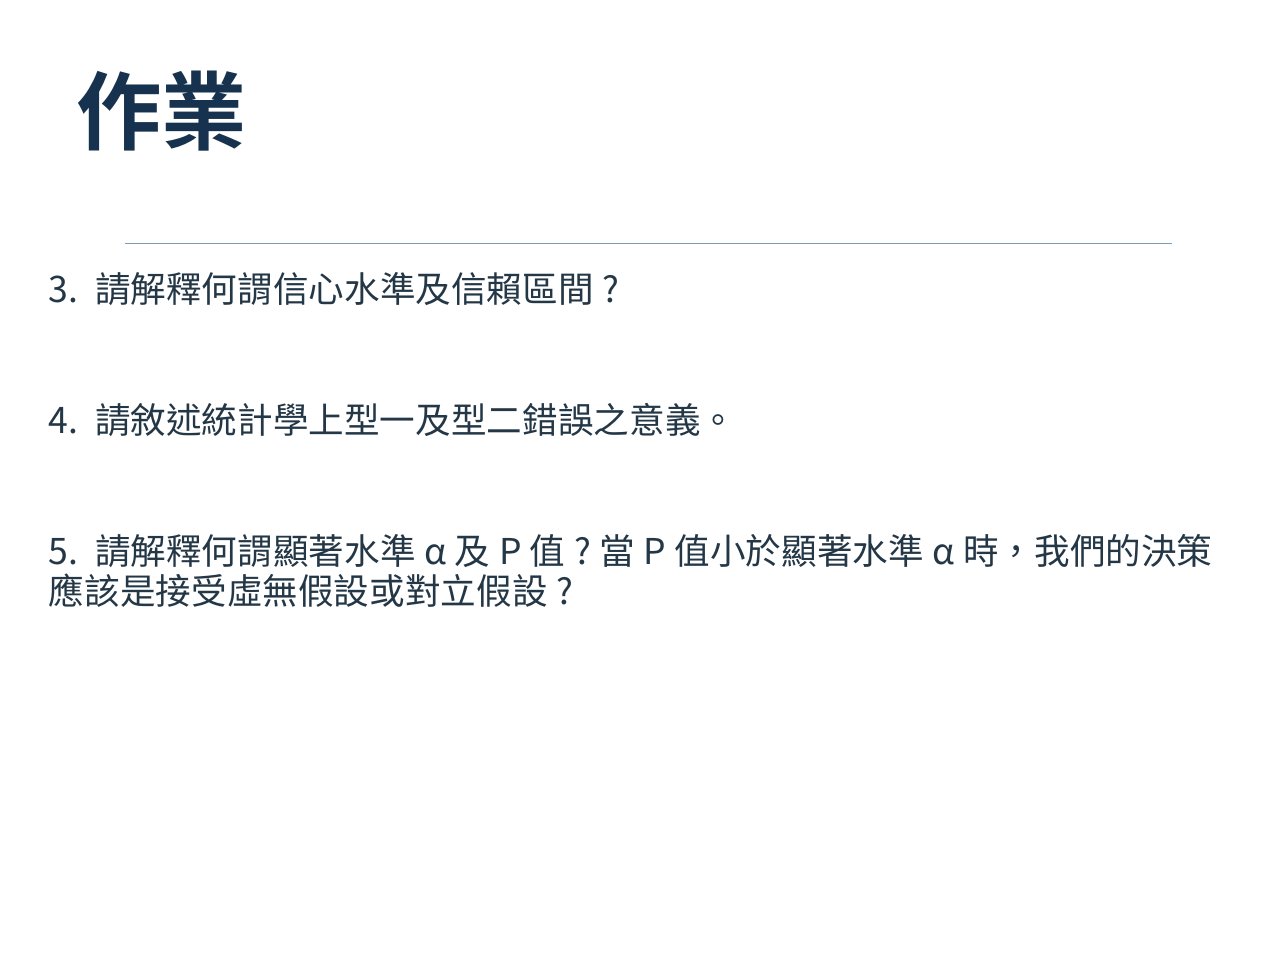 作業
3. 請解釋何謂信心水準及信賴區間？
4. 請敘述統計學上型一及型二錯誤之意義。
5. 請解釋何謂顯著水準 α 及 P 值？當 P 值小於顯著水準 α 時，我們的決策
應該是接受虛無假設或對立假設？